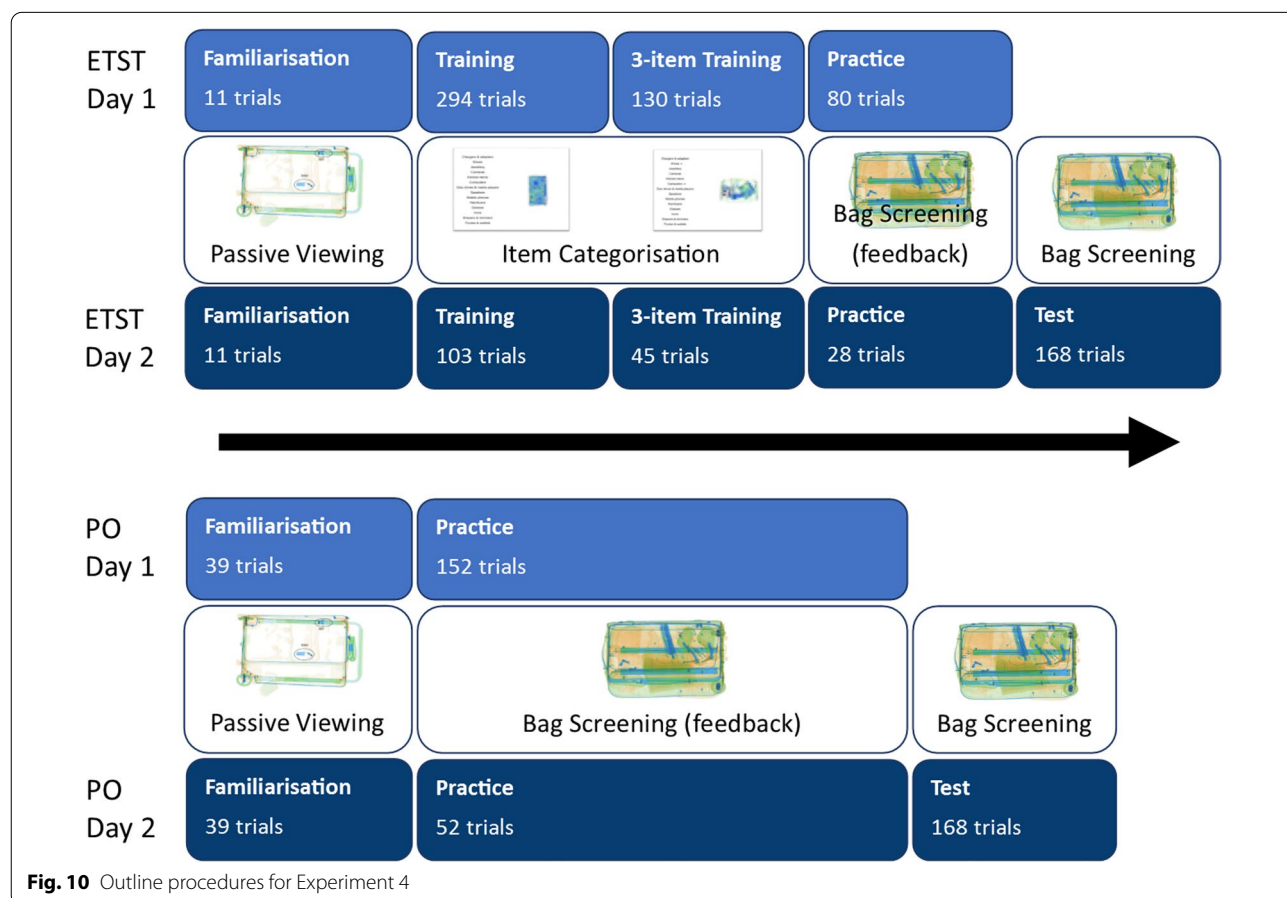 ETST
Day 1
Familiarisation
11 trials
Training
294 trials
3-item Training
130 trials
Practice
80 trials
Passive Viewing
Item Categorisation
Bag Screening
(feedback)
Bag Screening
ETST
Day 2
Familiarisation
11 trials
Training
103 trials
3-item Training
45 trials
Practice
28 trials
Test
168 trials
PO
Day 1
Familiarisation
39 trials
Practice
152 trials
Passive Viewing
Bag Screening (feedback)
Bag Screening
PO
Day 2
Familiarisation
39 trials
Practice
52 trials
Test
168 trials
Fig. 10 Outline procedures for Experiment 4